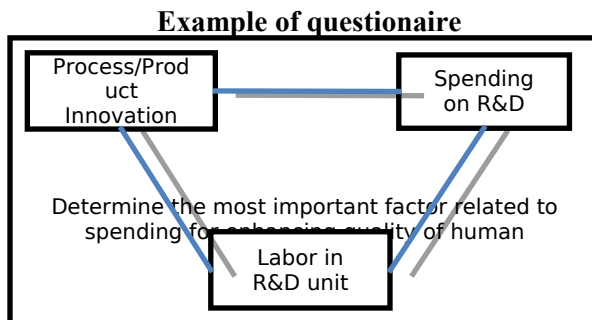 Example of questionaire
Process/Prod
uct
Innovation
Spending
on R&D
Determine the most important factor related to
spending for enhancing quality of human
Labor in
R&D unit